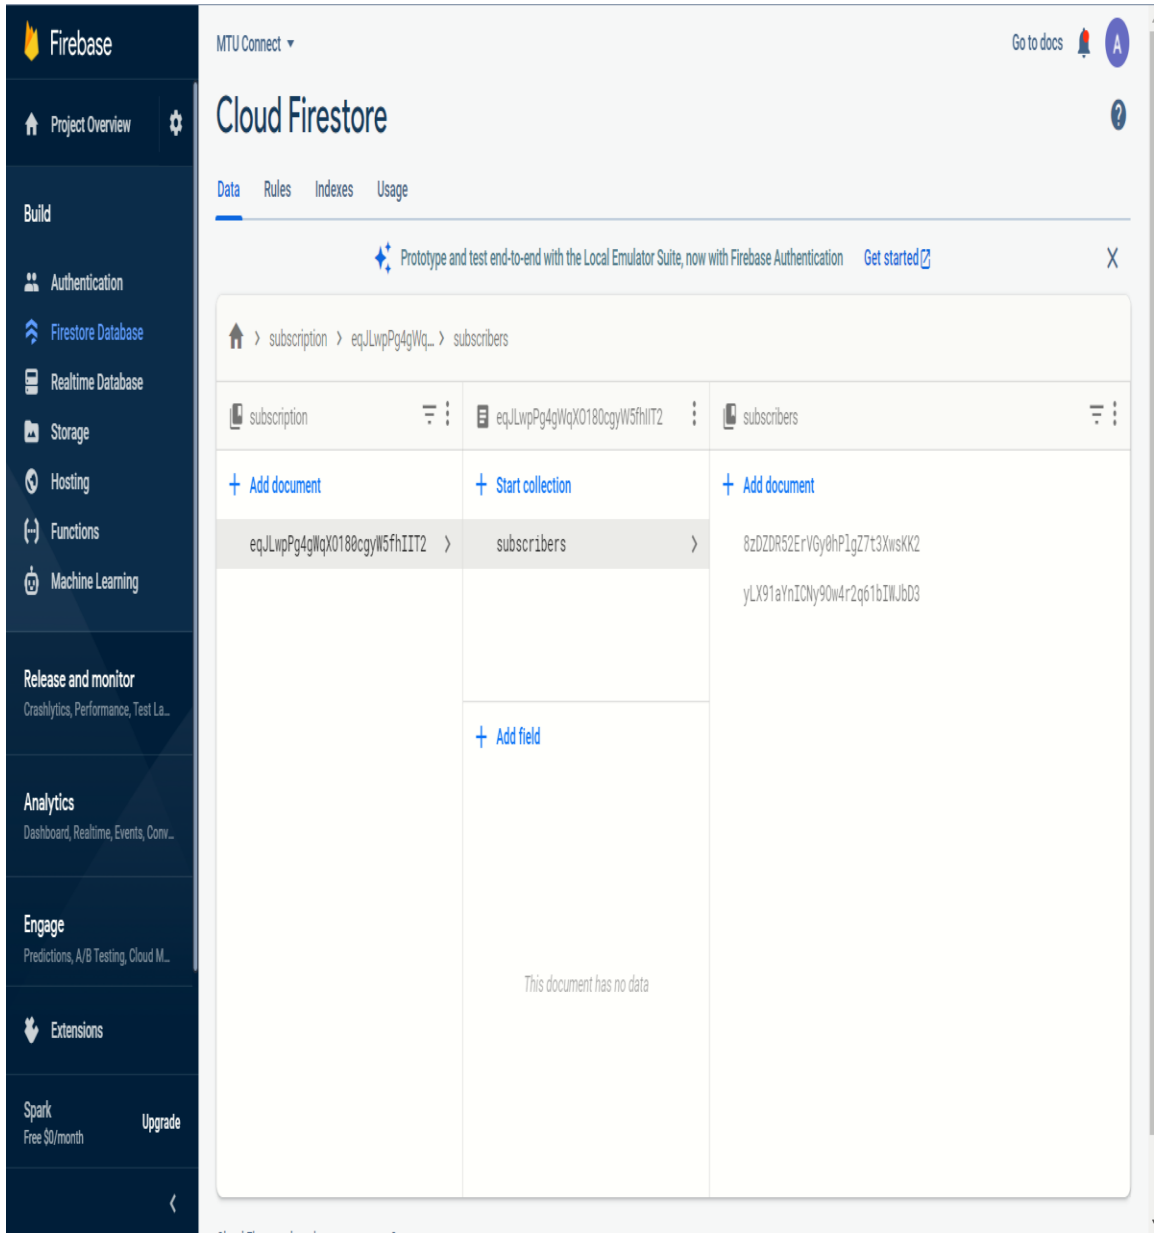 Firebase
MTU Connect
Go to docs
A
Project Overview
Cloud Firestore
Data Rules Indexes Usage
Build
Prototype and test end-to-end with the Local Emulator Suite, now with Firebase Authentication Get started
Authentication
Firestore Database
Realtime Database
Storage
Hosting
Functions
Machine Learning
Release and monitor
Crashlytics, Performance, Test La...
Analytics
Dashboard, Realtime, Events, Conv...
Engage
Predictions, A/B Testing, Cloud M...
Extensions
Spark
Free $0/month
Upgrade
> subscription > eqJLwpPg4gWq... > subscribers
subscription
+ Add document
eqJLwpPg4gWqXO180cgyW5fhIIT2 >
eqJLwpPg4gWqXO180cgyW5fhIIT2
+ Start collection
subscribers >
+ Add field
This document has no data
subscribers
+ Add document
8zDZDR52ErVGy0hPlgZ7t3XwsKK2
yLX91aYnICNy9Ow4r2q61bIWJbD3